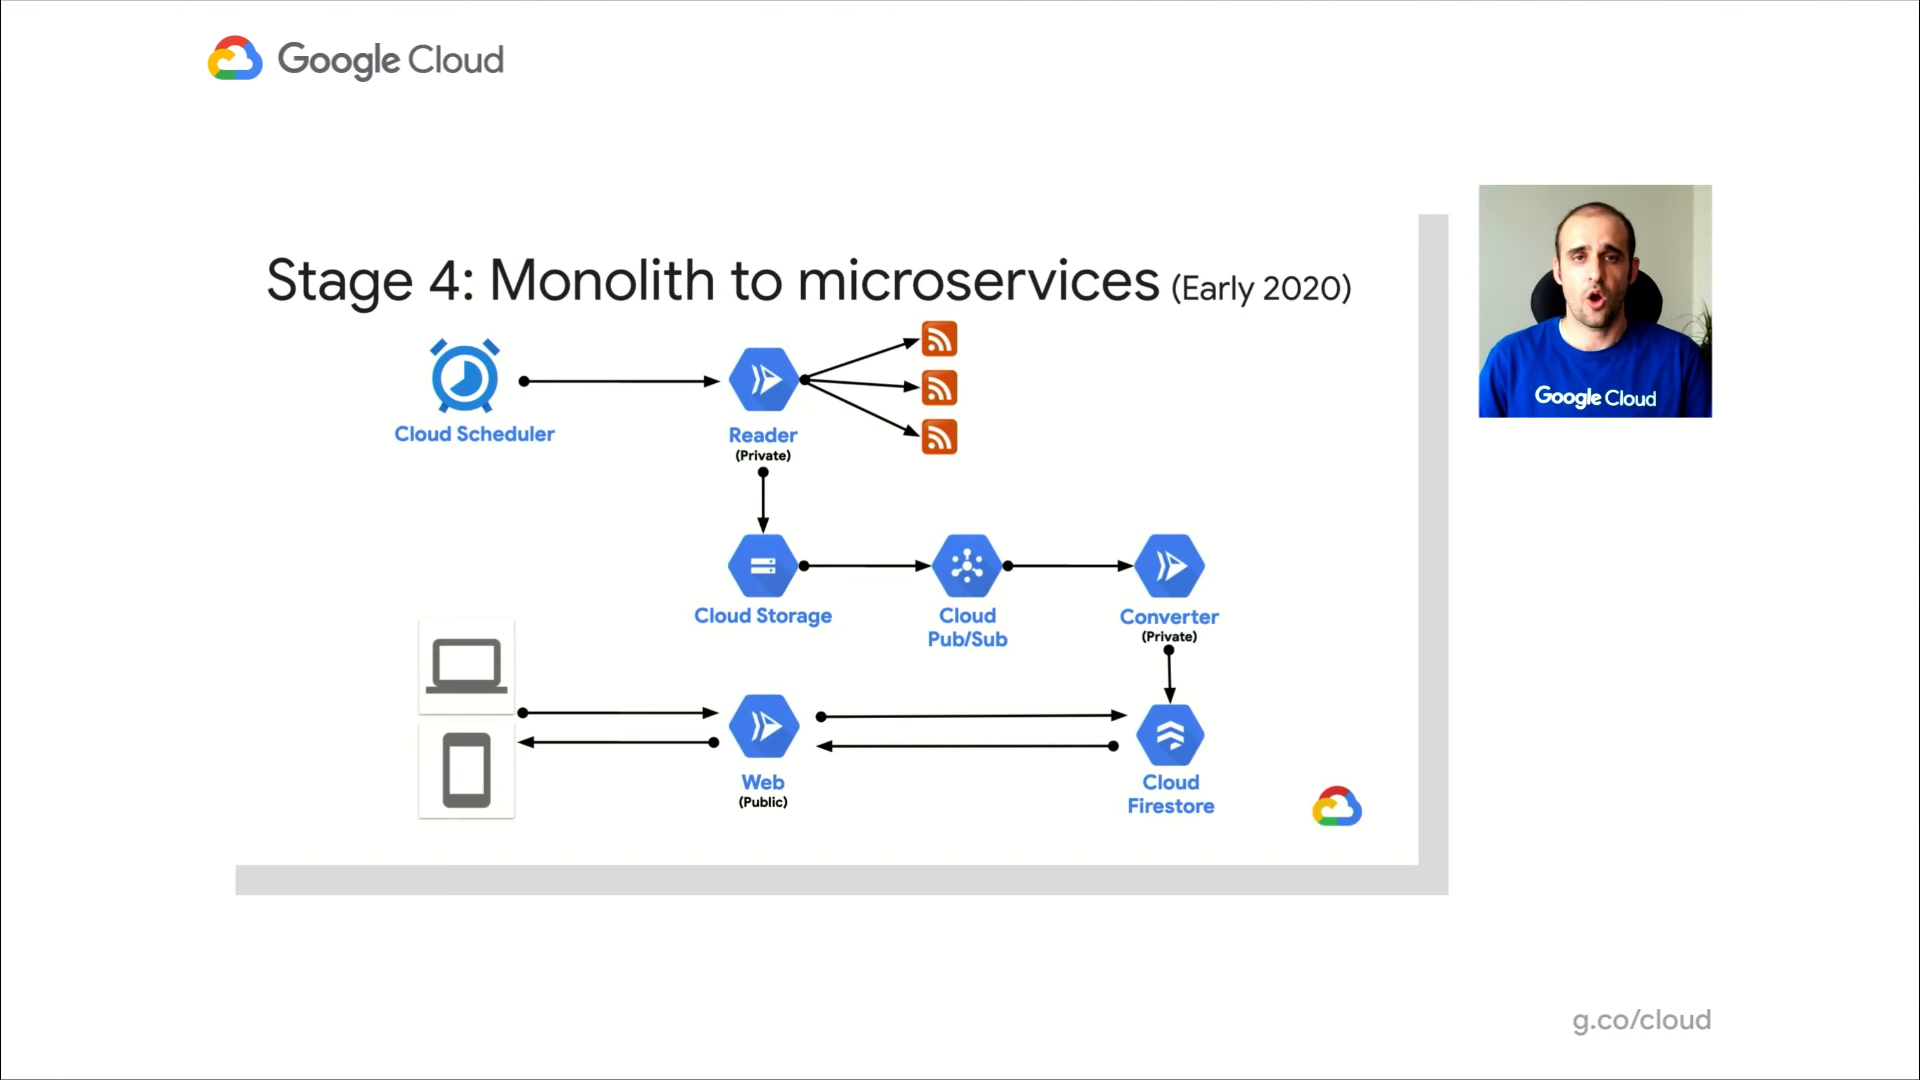 Google Cloud
Stage 4: Monolith to microservices (Early 2020)
Cloud Scheduler
Reader
(Private)
Google Cloud
Cloud Storage
Cloud
Pub/Sub
Converter
(Private)
Web
(Public)
Cloud
Firestore
g.co/cloud